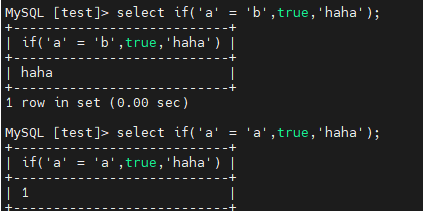 MySQL [test]> select if('a' = 'b',true,'haha');
+---------------------------+
| if('a' = 'b',true,'haha') |
+---------------------------+
| haha                      |
+---------------------------+
1 row in set (0.00 sec)

MySQL [test]> select if('a' = 'a',true,'haha');
+---------------------------+
| if('a' = 'a',true,'haha') |
+---------------------------+
| 1                         |
+---------------------------+